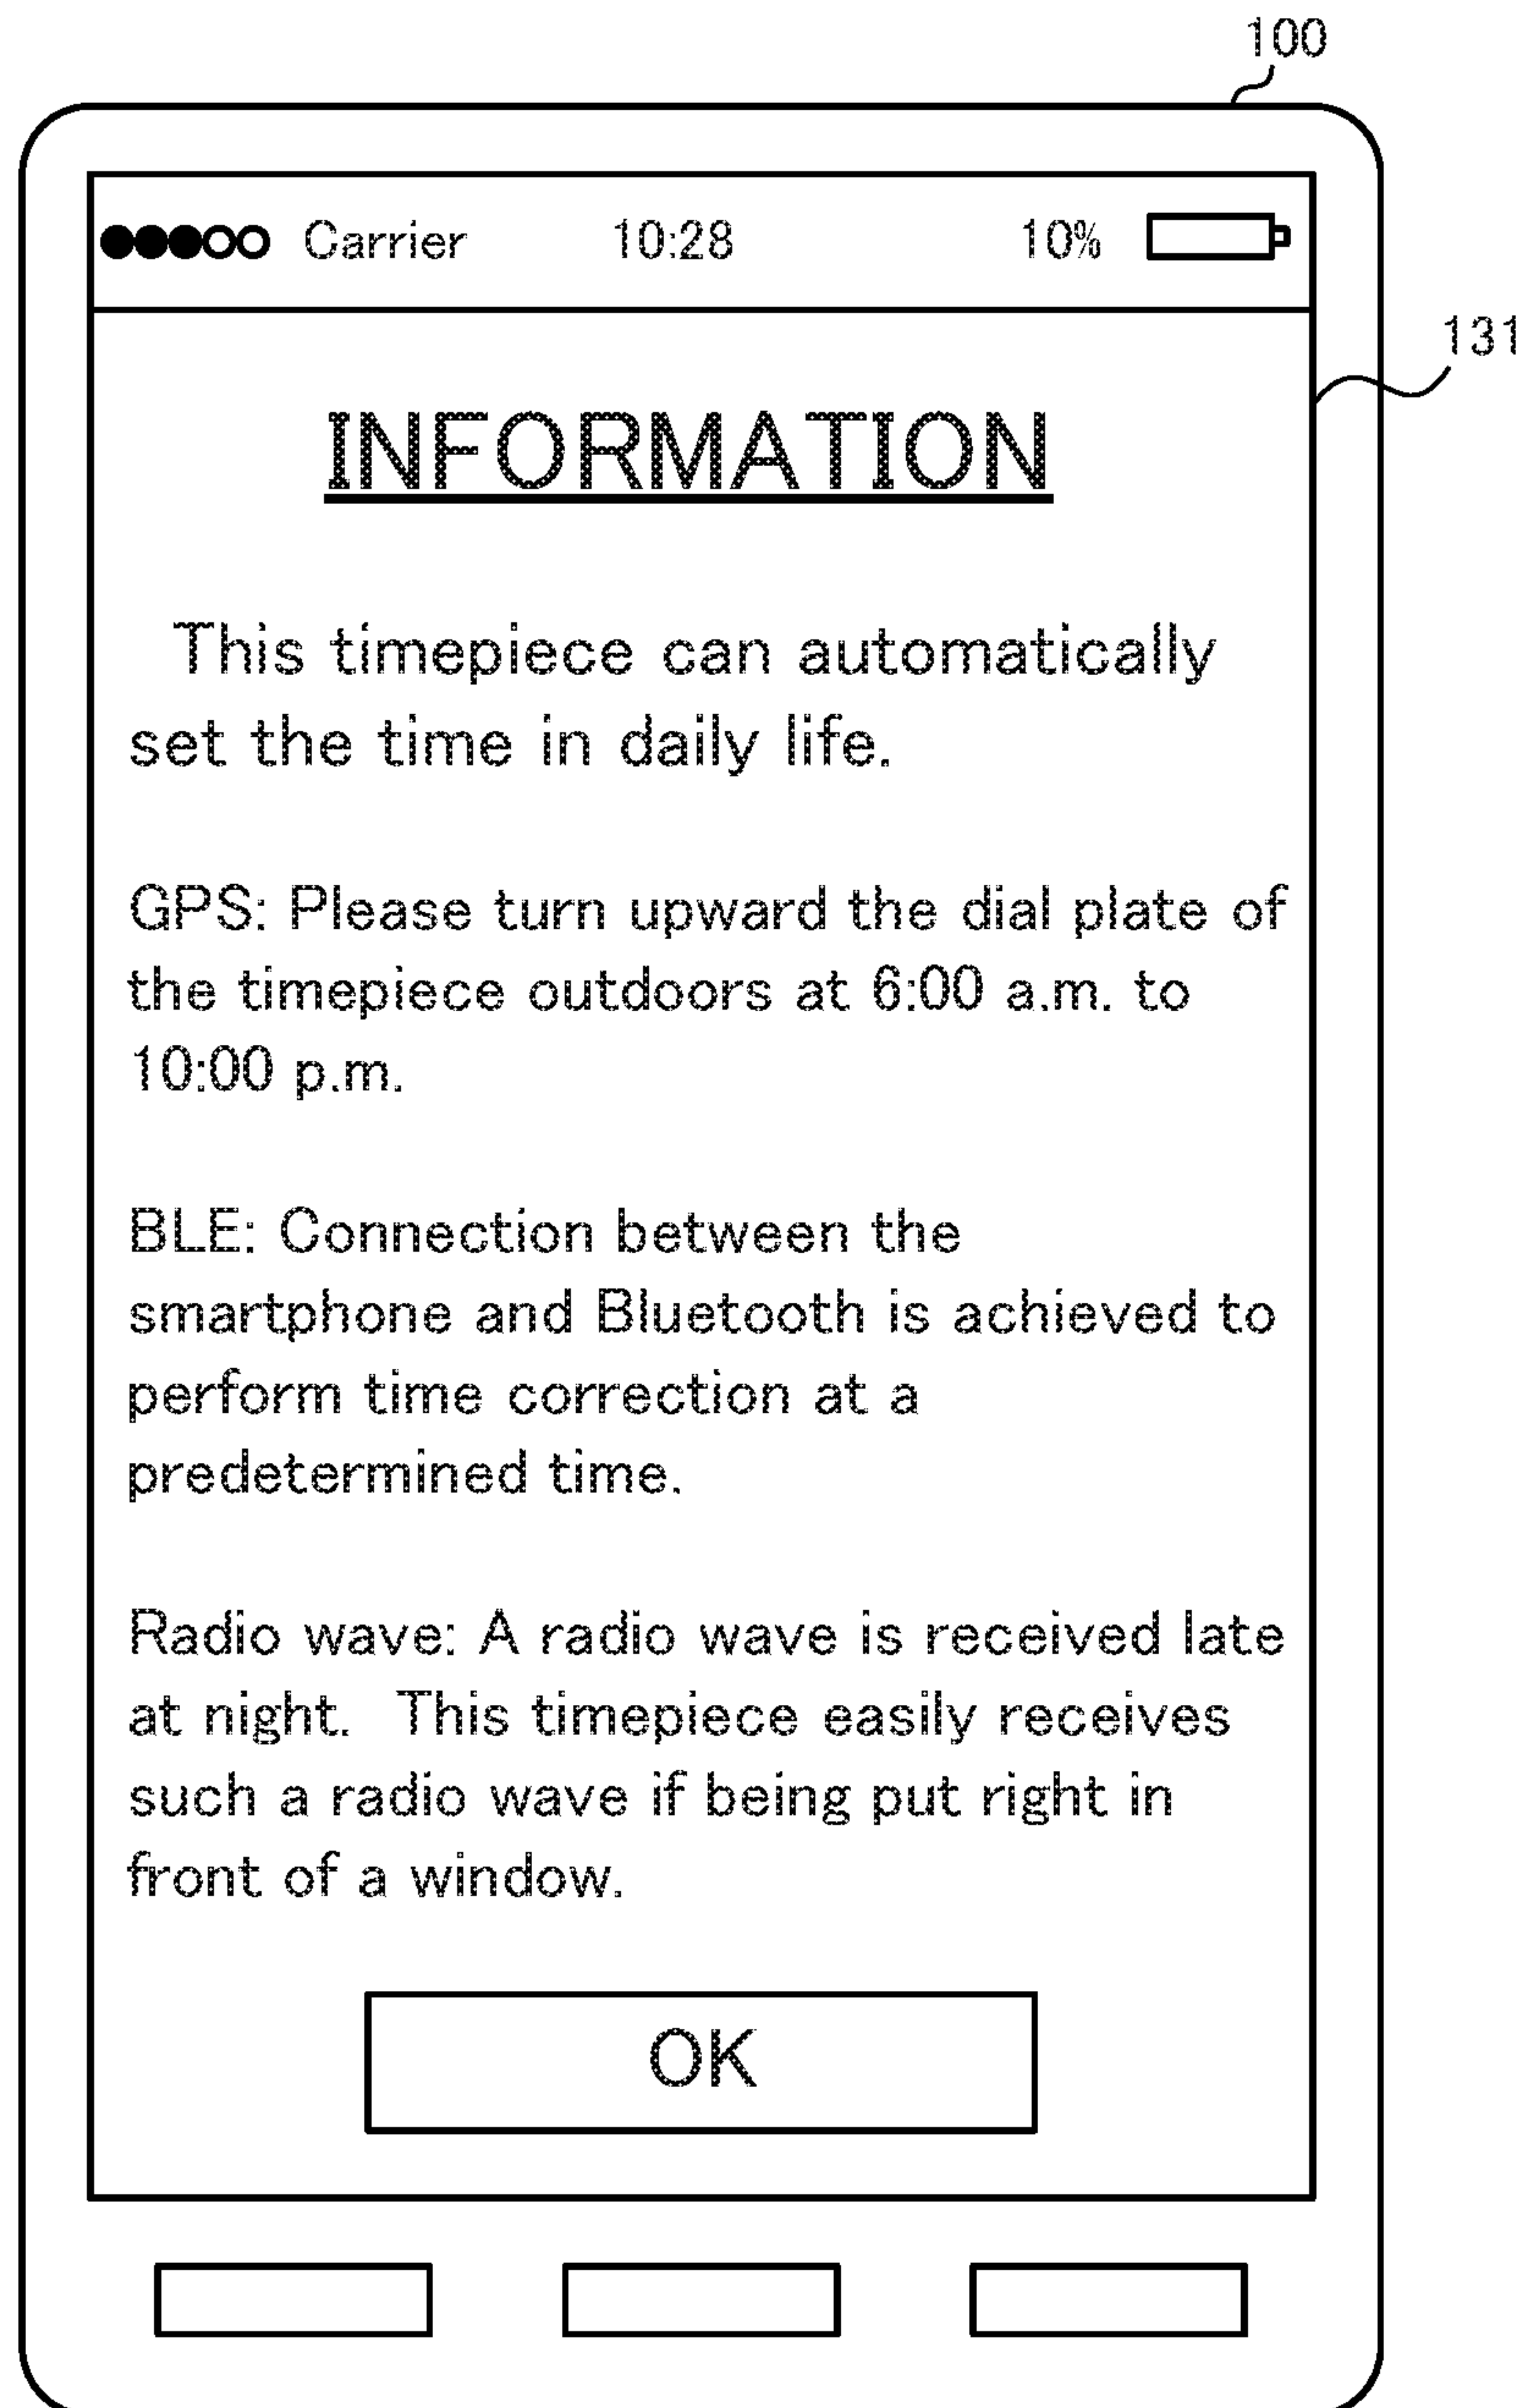 100
Carrier 10:28 10%
131
INFORMATION
This timepiece can automatically
set the time in daily life.
GPS: Please turn upward the dial plate of
the timepiece outdoors at 6:00 a.m. to
10:00 p.m.
BLE: Connection between the
smartphone and Bluetooth is achieved to
perform time correction at a
predetermined time.
Radio wave: A radio wave is received late
at night. This timepiece easily receives
such a radio wave if being put right in
front of a window.
OK